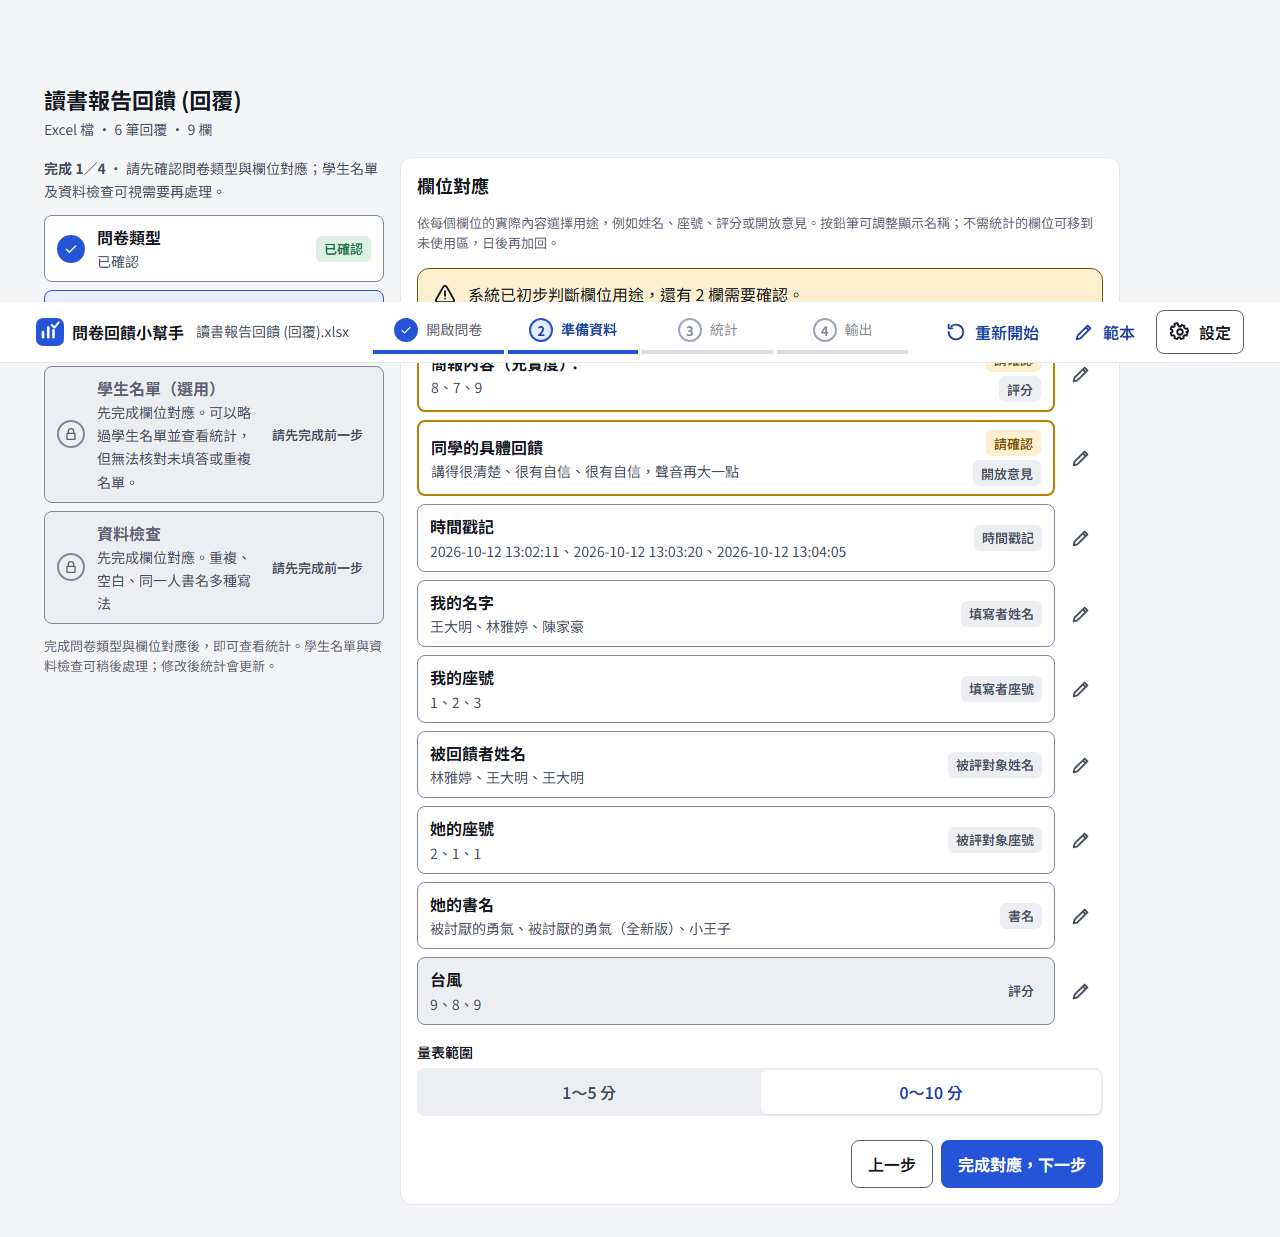 讀書報告回饋 (回覆)
Excel 檔 ・ 6 筆回覆 ・ 9 欄
完成 1／4 ・ 請先確認問卷類型與欄位對應；學生名單
及資料檢查可視需要再處理。
問卷類型
已確認
已確認
欄位對應
依每個欄位的實際內容選擇用途，例如姓名、座號、評分或開放意見。按鉛筆可調整顯示名稱；不需統計的欄位可移到
未使用區，日後再加回。
系統已初步判斷欄位用途，還有 2 欄需要確認。
問卷回饋小幫手
讀書報告回饋 (回覆).xlsx
開啟問卷
2 準備資料
3 統計
4 輸出
重新開始
範本
設定
學生名單（選用）
先完成欄位對應。可以略
過學生名單並查看統計，
但無法核對未填答或重複
名單。
請先完成前一步
資料檢查
先完成欄位對應。重複、
空白、同一人書名多種寫
法
請先完成前一步
完成問卷類型與欄位對應後，即可查看統計。學生名單與資
料檢查可稍後處理；修改後統計會更新。
簡報內容（充實度）：
8、7、9
請確認
評分
同學的具體回饋
講得很清楚、很有自信、很有自信，聲音再大一點
請確認
開放意見
時間戳記
2026-10-12 13:02:11、2026-10-12 13:03:20、2026-10-12 13:04:05
時間戳記
我的名字
王大明、林雅婷、陳家豪
填寫者姓名
我的座號
1、2、3
填寫者座號
被回饋者姓名
林雅婷、王大明、王大明
被評對象姓名
她的座號
2、1、1
被評對象座號
她的書名
被討厭的勇氣、被討厭的勇氣（全新版）、小王子
書名
台風
9、8、9
評分
量表範圍
1～5 分
0～10 分
上一步
完成對應，下一步